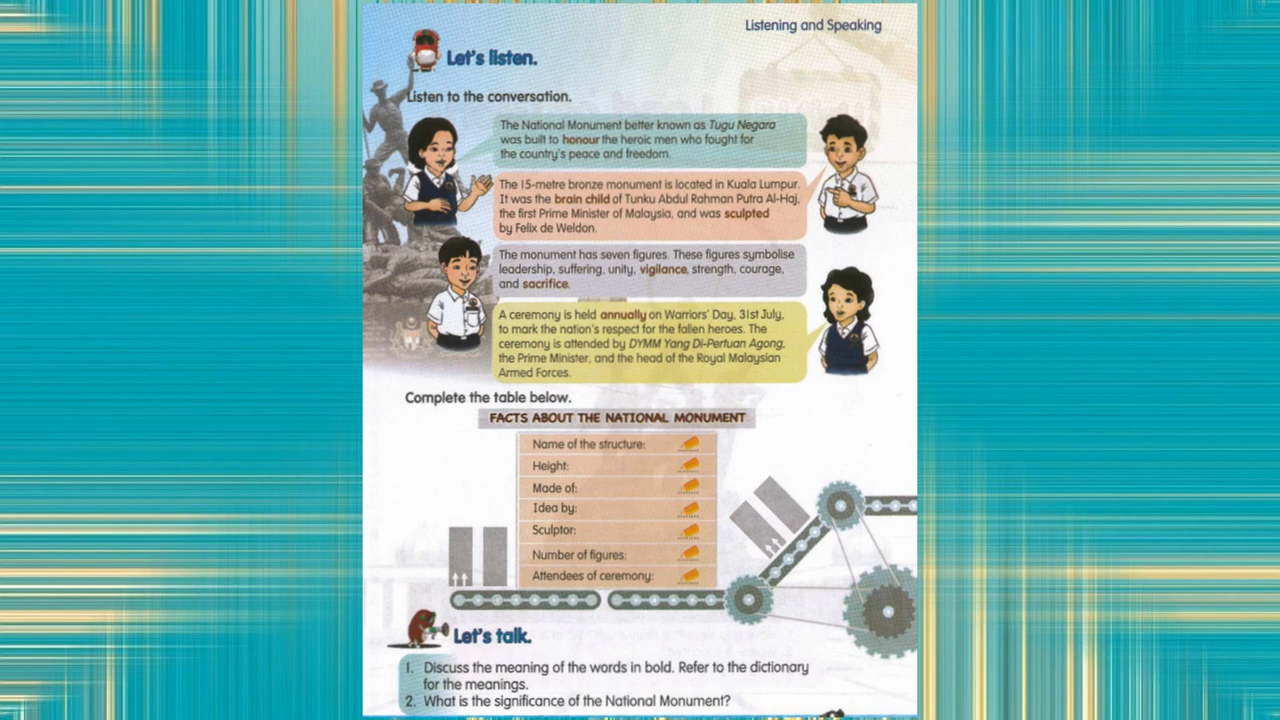 Listening and Speaking
Let's listen.
Listen to the conversation.
The National Monument better known as Tugu Negara
was built to honour the heroic men who fought for
the country's peace and freedom.
The 15-metre bronze monument is located in Kuala Lumpur.
It was the brain child of Tunku Abdul Rahman Putra Al-Haj,
the first Prime Minister of Malaysia, and was sculpted
by Felix de Weldon.
The monument has seven figures. These figures symbolise
leadership, suffering, unity, vigilance, strength, courage,
and sacrifice.
A ceremony is held annually on Warriors' Day, 31st July,
to mark the nation's respect for the fallen heroes. The
ceremony is attended by DYMM Yang Di-Pertuan Agong,
the Prime Minister, and the head of the Royal Malaysian
Armed Forces.
Complete the table below.
FACTS ABOUT THE NATIONAL MONUMENT
Name of the structure:
Height:
Made of:
Idea by:
Sculptor:
Number of figures:
Attendees of ceremony:
Let's talk.
1. Discuss the meaning of the words in bold. Refer to the dictionary
for the meanings.
2. What is the significance of the National Monument?